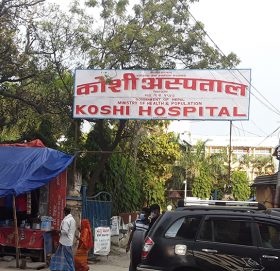 कोशी अस्पताल
GOVERNMENT OF NEPAL
MINISTRY OF HEALTH & POPULATION
KOSHI HOSPITAL